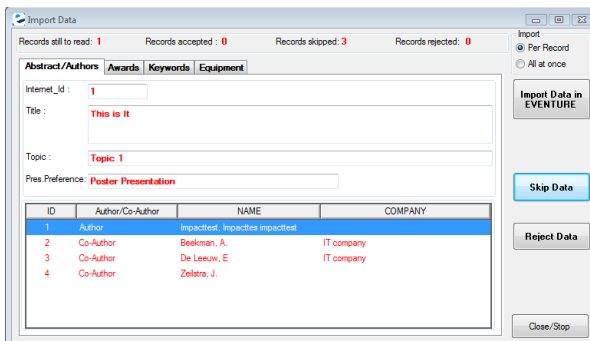 Import Data
Records still to read: 1 Records accepted : 0 Records skipped: 3 Records rejected: 0
Import
Per Record
All at once
Abstract/Authors Awards Keywords Equipment
Internet_Id : 1
Title : This is It
Topic : Topic 1
Pres.Preference: Poster Presentation
Import Data in
EVENTURE
Skip Data
Reject Data
Close/Stop
ID Author/Co-Author NAME COMPANY
1 Author Impacttest, Impacttes impacttest
2 Co-Author Beekman, A. IT company
3 Co-Author De Leeuw, E IT company
4 Co-Author Zeilstra, J.